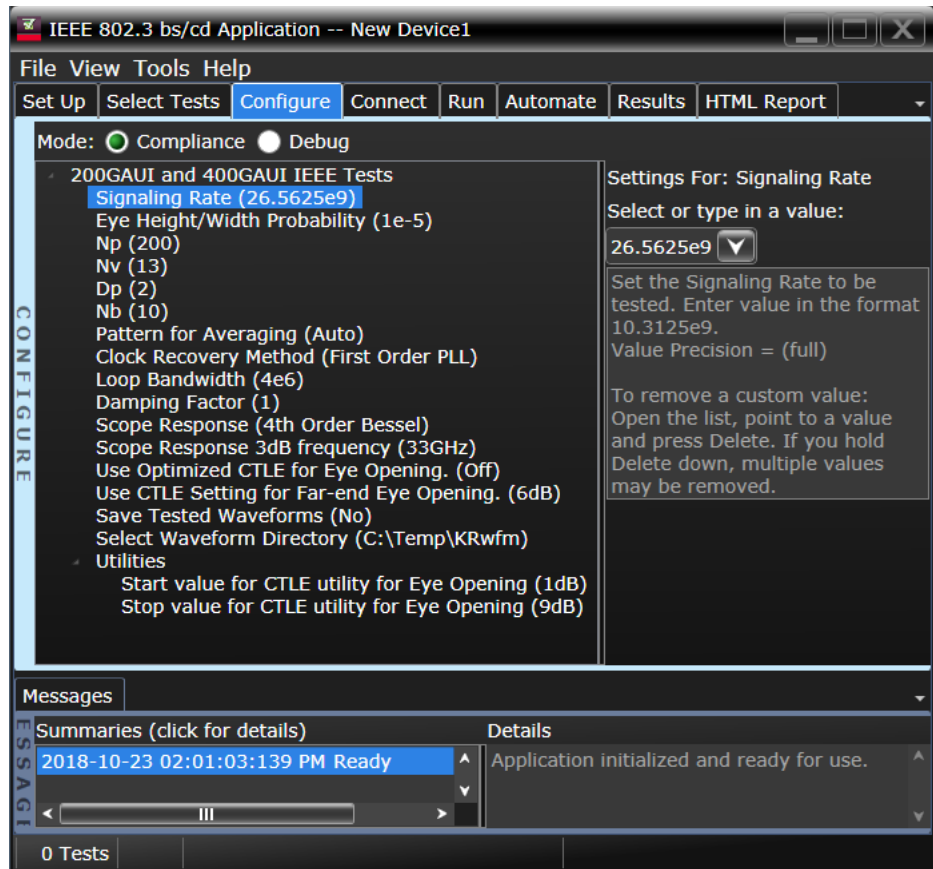 IEEE 802.3 bs/cd Application -- New Device1
File View Tools Help
Set Up Select Tests Configure Connect Run Automate Results HTML Report
Mode: Compliance Debug
200GAUI and 400GAUI IEEE Tests
Signaling Rate (26.5625e9)
Eye Height/Width Probability (1e-5)
Np (200)
Nv (13)
Dp (2)
Nb (10)
Pattern for Averaging (Auto)
Clock Recovery Method (First Order PLL)
Loop Bandwidth (4e6)
Damping Factor (1)
Scope Response (4th Order Bessel)
Scope Response 3dB frequency (33GHz)
Use Optimized CTLE for Eye Opening. (Off)
Use CTLE Setting for Far-end Eye Opening. (6dB)
Save Tested Waveforms (No)
Select Waveform Directory (C:\Temp\KRwfm)
Utilities
Start value for CTLE utility for Eye Opening (1dB)
Stop value for CTLE utility for Eye Opening (9dB)
CONFIGURE
Settings For: Signaling Rate
Select or type in a value:
26.5625e9
Set the Signaling Rate to be
tested. Enter value in the format
10.3125e9.
Value Precision = (full)
To remove a custom value:
Open the list, point to a value
and press Delete. If you hold
Delete down, multiple values
may be removed.
Messages
Summaries (click for details)
2018-10-23 02:01:03:139 PM Ready
Details
Application initialized and ready for use.
0 Tests